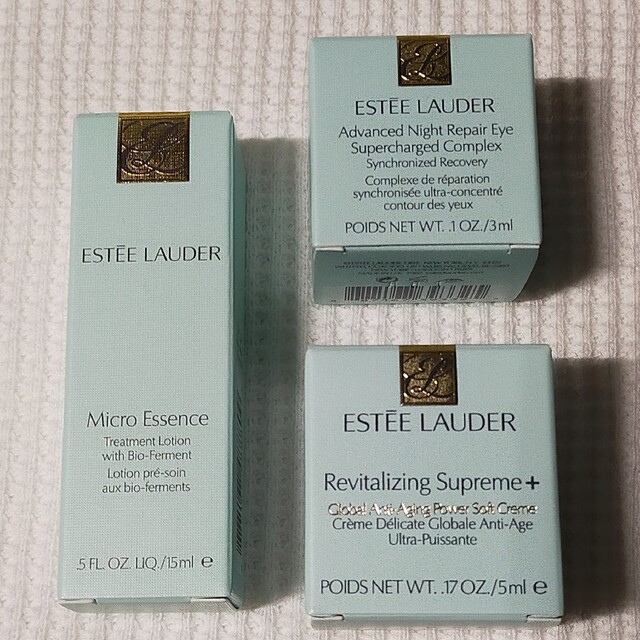 ESTĒE LAUDER
Micro Essence
Treatment Lotion
with Bio-Ferment
Lotion pré-soin
aux bio-ferments
.5 FL. OZ. LIQ./15ml e
ESTĒE LAUDER
Advanced Night Repair Eye
Supercharged Complex
Synchronized Recovery
Complexe de réparation
synchronisée ultra-concentré
contour des yeux
POIDS NET WT. .1 OZ./3ml
ESTĒE LAUDER
Revitalizing Supreme+
Global Anti-Aging Power Soft Creme
Crème Délicate Globale Anti-Age
Ultra-Puissante
POIDS NET WT. .17 OZ./5ml e